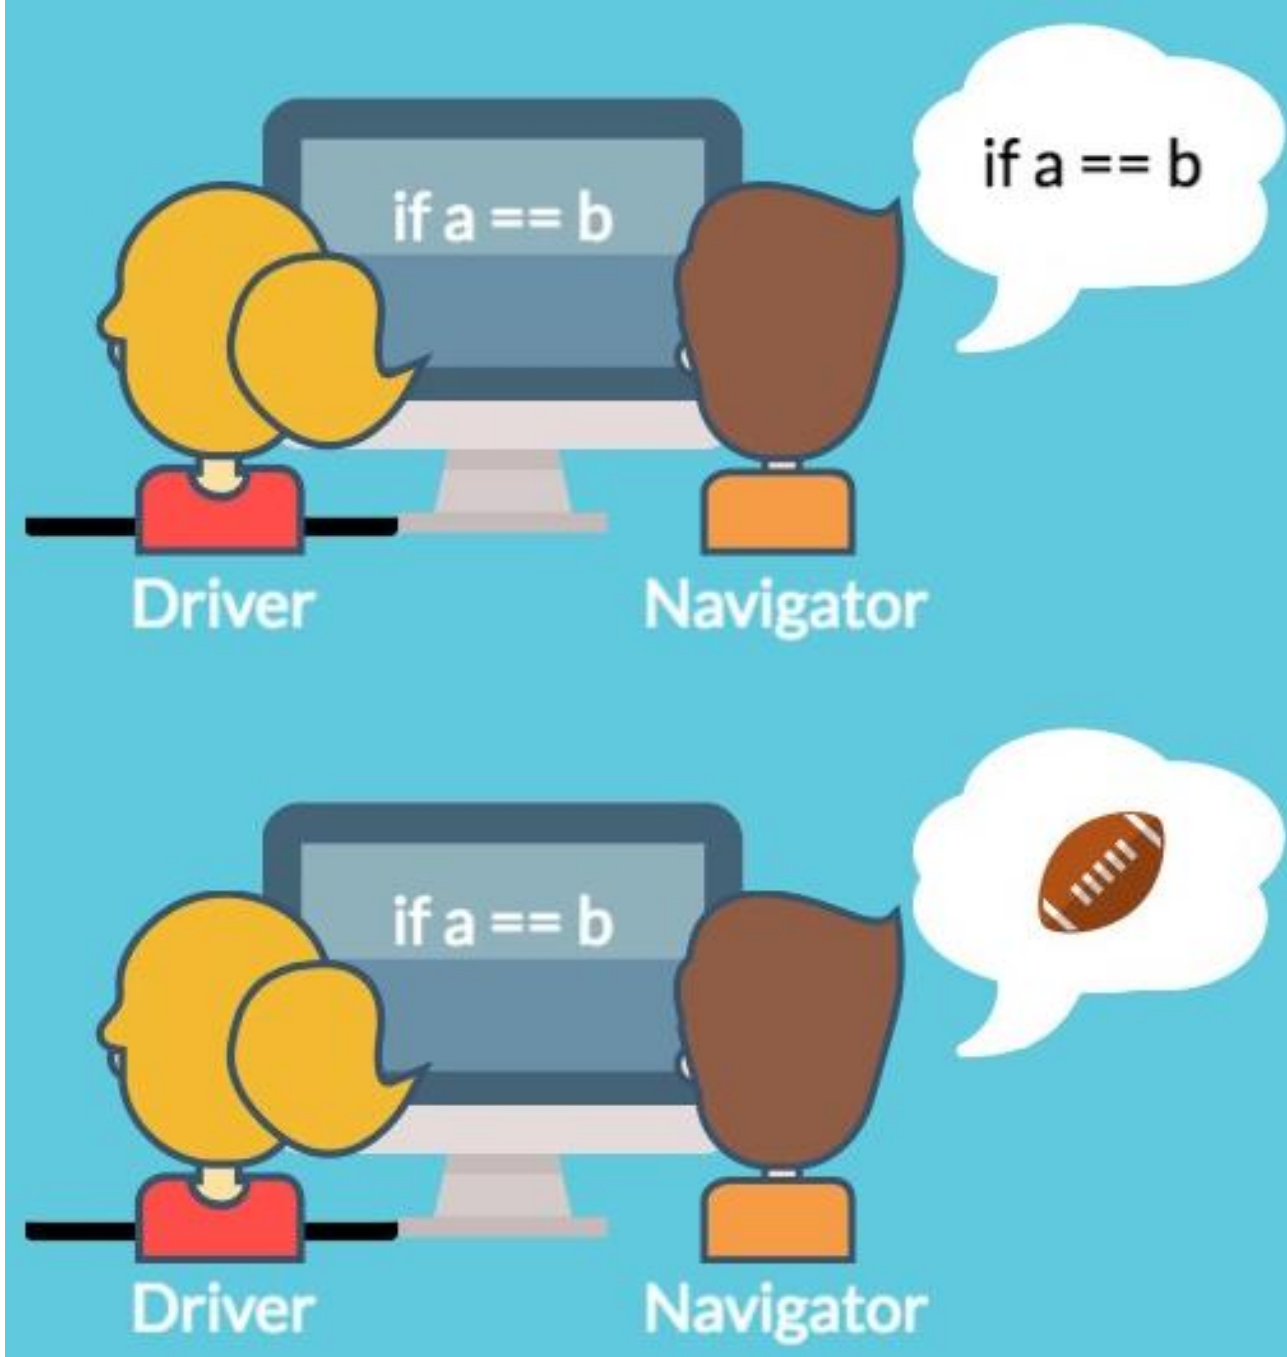 if a == b
if a == b
Driver
Navigator
if a == b
Driver
Navigator